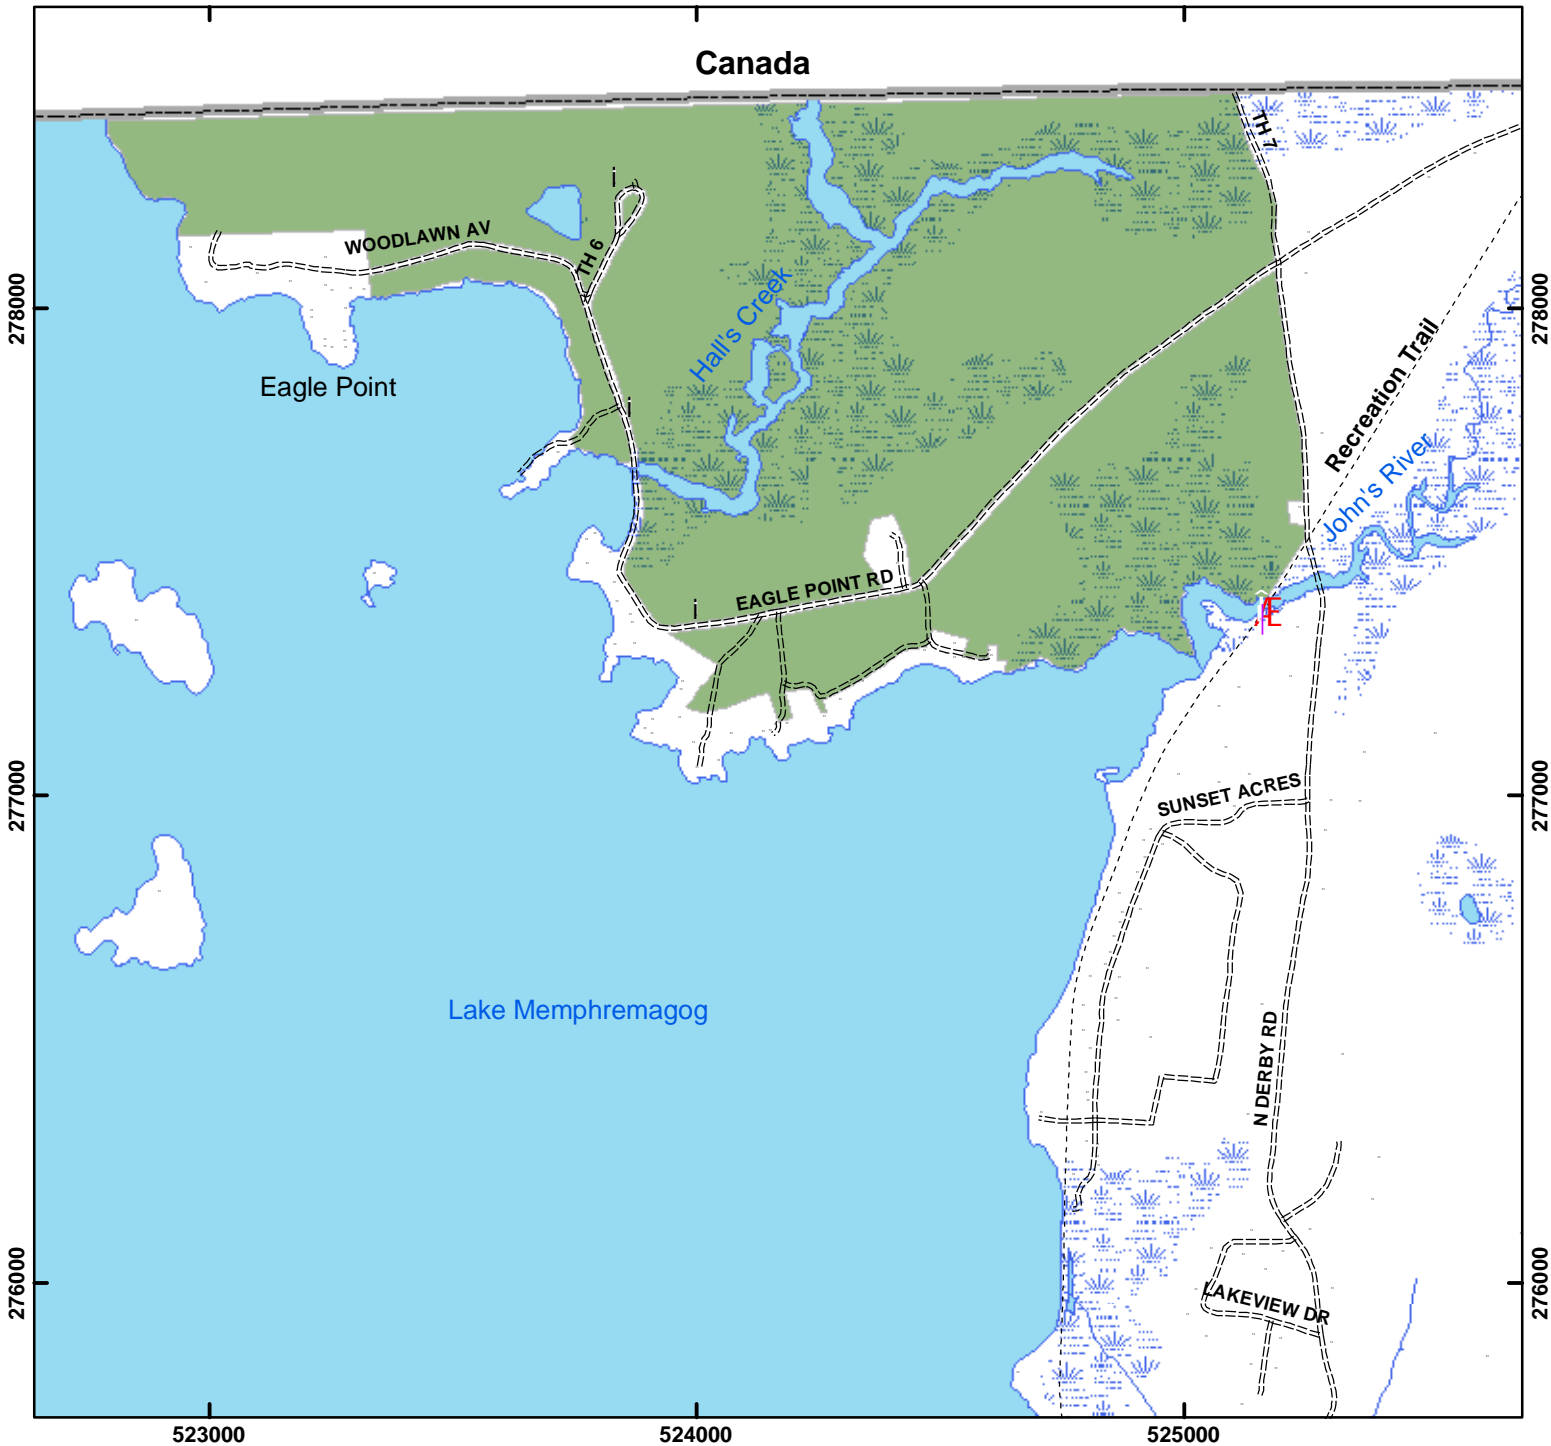 Canada
TH 7
i
WOODLAWN AV
TH 6
278000
278000
Hall's Creek
Eagle Point
i
Recreation Trail
John's River
EAGLE POINT RD
i
277000
277000
SUNSET ACRES
Lake Memphremagog
N DERBY RD
276000
276000
LAKEVIEW DR
523000
524000
525000